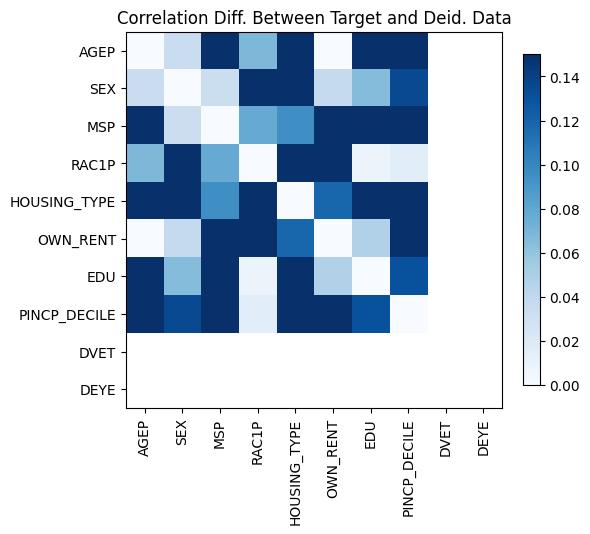 Correlation Diff. Between Target and Deid. Data
AGEP
SEX
MSP
RAC1P
HOUSING_TYPE
OWN_RENT
EDU
PINCP_DECILE
DVET
DEYE
AGEP
SEX
MSP
RAC1P
HOUSING_TYPE
OWN_RENT
EDU
PINCP_DECILE
DVET
DEYE
0.14
0.12
0.10
0.08
0.06
0.04
0.02
0.00